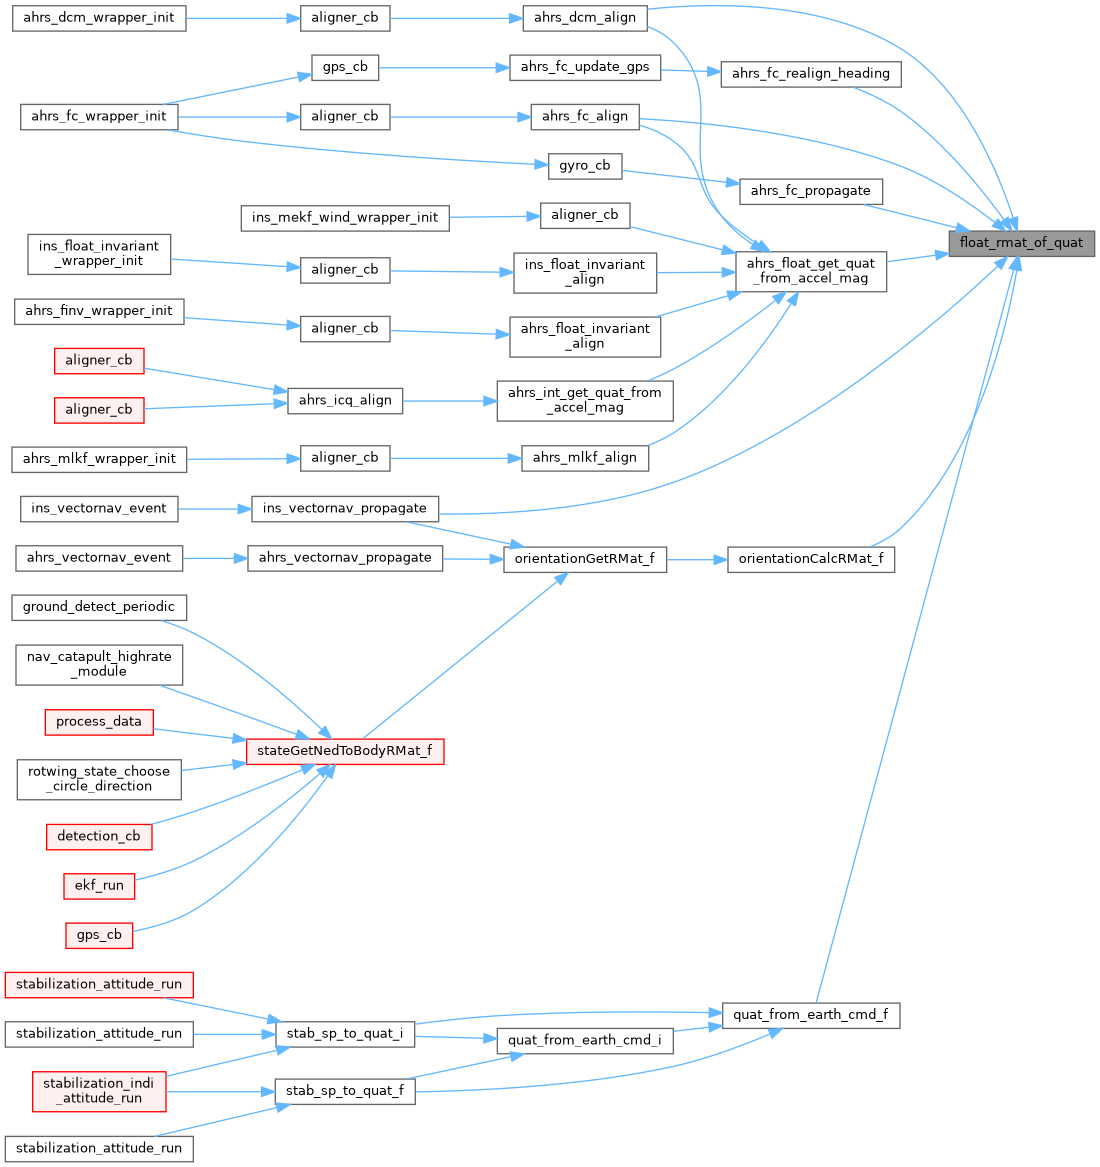 ahrs_dcm_wrapper_init
aligner_cb
ahrs_dcm_align
gps_cb
ahrs_fc_update_gps
ahrs_fc_realign_heading
ahrs_fc_wrapper_init
aligner_cb
ahrs_fc_align
gyro_cb
ahrs_fc_propagate
ins_mekf_wind_wrapper_init
aligner_cb
float_rmat_of_quat
ins_float_invariant
_wrapper_init
aligner_cb
ins_float_invariant
_align
ahrs_float_get_quat
_from_accel_mag
ahrs_finv_wrapper_init
aligner_cb
ahrs_float_invariant
_align
aligner_cb
aligner_cb
ahrs_icq_align
ahrs_int_get_quat_from
_accel_mag
ahrs_mlkf_wrapper_init
aligner_cb
ahrs_mlkf_align
ins_vectornav_event
ins_vectornav_propagate
ahrs_vectornav_event
ahrs_vectornav_propagate
orientationGetRMat_f
orientationCalcRMat_f
ground_detect_periodic
nav_catapult_highrate
_module
process_data
stateGetNedToBodyRMat_f
rotwing_state_choose
_circle_direction
detection_cb
ekf_run
gps_cb
stabilization_attitude_run
stabilization_attitude_run
stab_sp_to_quat_i
quat_from_earth_cmd_i
quat_from_earth_cmd_f
stabilization_indi
_attitude_run
stab_sp_to_quat_f
stabilization_attitude_run